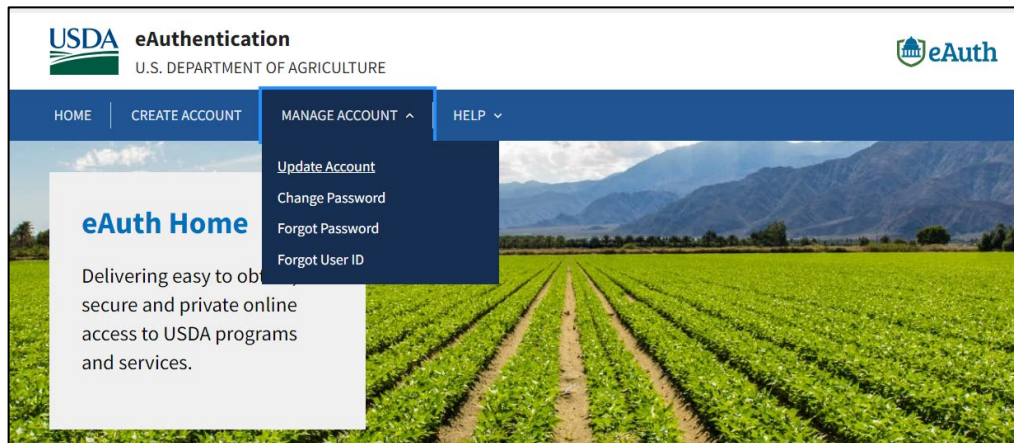 USDA
eAuthentication
U.S. DEPARTMENT OF AGRICULTURE
eAuth
HOME
CREATE ACCOUNT
MANAGE ACCOUNT
HELP
Update Account
Change Password
Forgot Password
Forgot User ID
eAuth Home
Delivering easy to
secure and private online
access to USDA programs
and services.